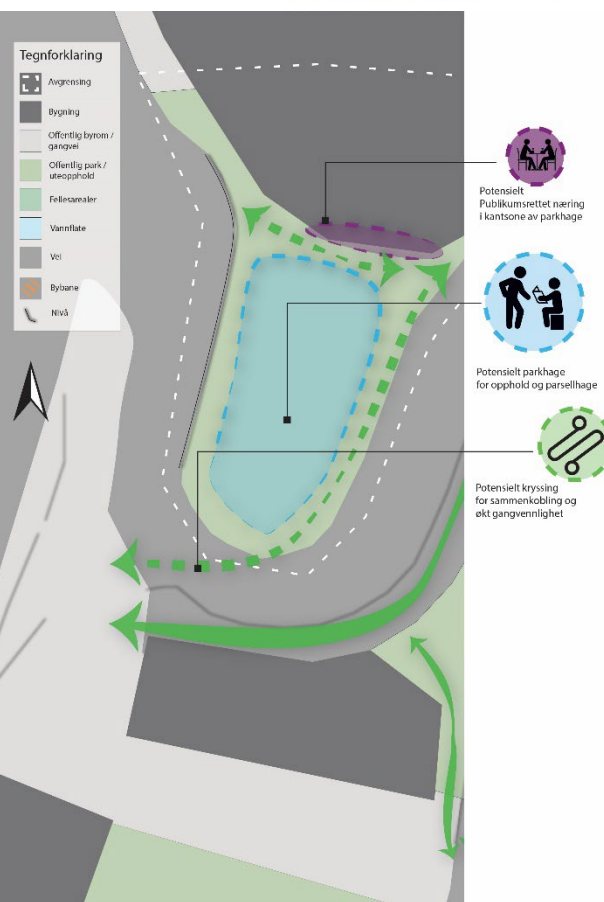 Tegnforklaring
Avgrensing
Bygning
Offentlig byrom /
gangvei
Offentlig park /
uteopphold
Fellesarealer
Vannflate
Vei
Bybane
Nivå
Potensielt
Publikumsrettet næring
i kantsone av parkhage
Potensielt parkhage
for opphold og parsellhage
Potensielt kryssing
for sammenkobling og
økt gangvennlighet